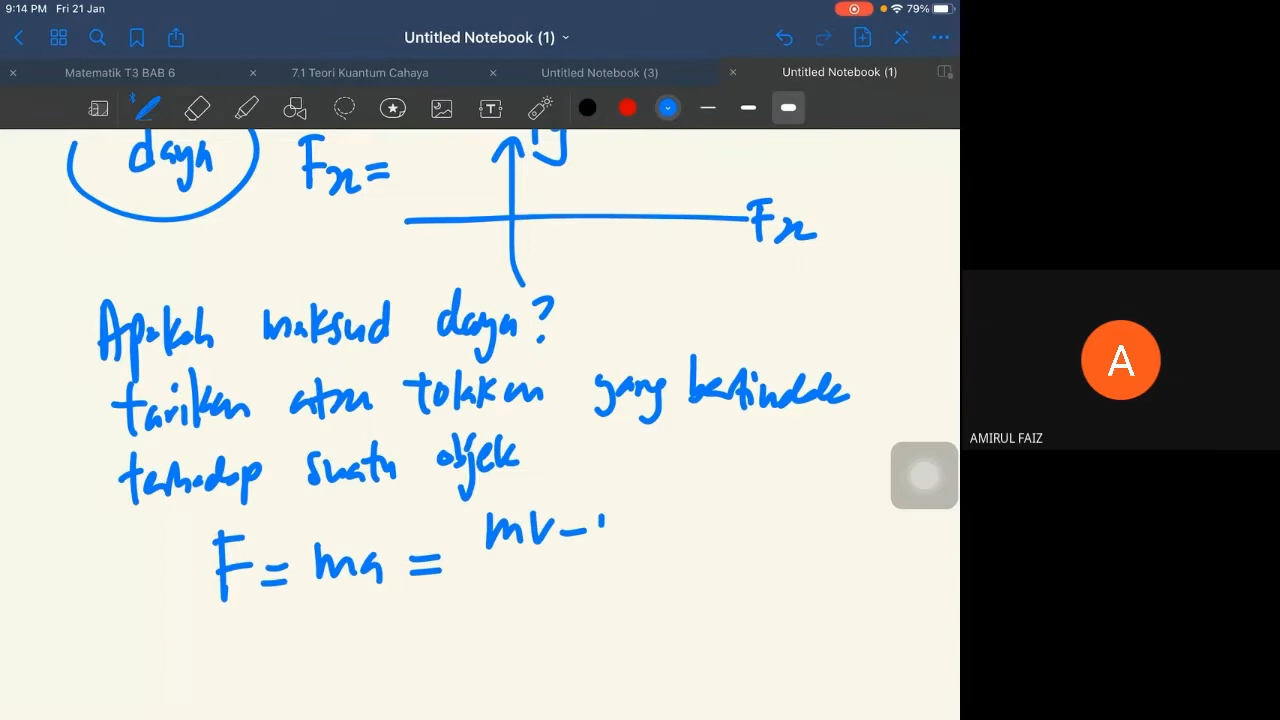 9:14 PM Fri 21 Jan
79%
Untitled Notebook (1)
Matematik T3 BAB 6
7.1 Teori Kuantum Cahaya
Untitled Notebook (3)
Untitled Notebook (1)
daya
Fx=
Fy
Fx
Apakah maksud daya?
tarikan atau tolakan yang bertindak
terhadap suatu objek
F = ma = mv-
A
AMIRUL FAIZ